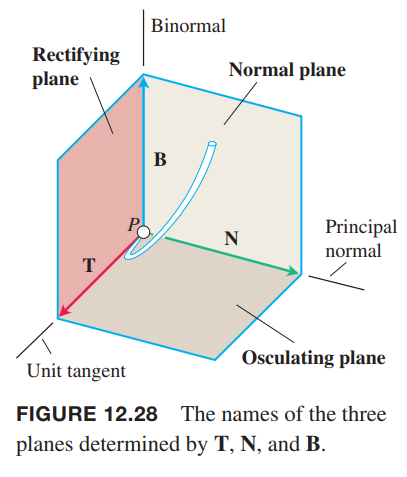 Binormal
Rectifying
plane
Normal plane
B
P
N
Principal
normal
T
Osculating plane
Unit tangent
FIGURE 12.28 The names of the three
planes determined by T, N, and B.